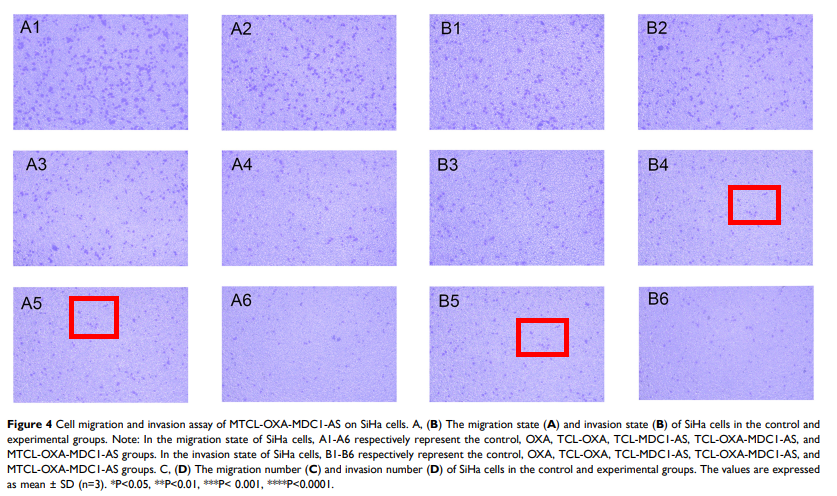 A1 A2 B1 B2
A3 A4 B3 B4
A5 A6 B5 B6
Figure 4 Cell migration and invasion assay of MTCL-OXA-MDC1-AS on SiHa cells. A, (B) The migration state (A) and invasion state (B) of SiHa cells in the control and
experimental groups. Note: In the migration state of SiHa cells, A1-A6 respectively represent the control, OXA, TCL-OXA, TCL-MDC1-AS, TCL-OXA-MDC1-AS, and
MTCL-OXA-MDC1-AS groups. In the invasion state of SiHa cells, B1-B6 respectively represent the control, OXA, TCL-OXA, TCL-MDC1-AS, TCL-OXA-MDC1-AS, and
MTCL-OXA-MDC1-AS groups. C, (D) The migration number (C) and invasion number (D) of SiHa cells in the control and experimental groups. The values are expressed
as mean ± SD (n=3). *P<0.05, **P<0.01, ***P< 0.001, ****P<0.0001.